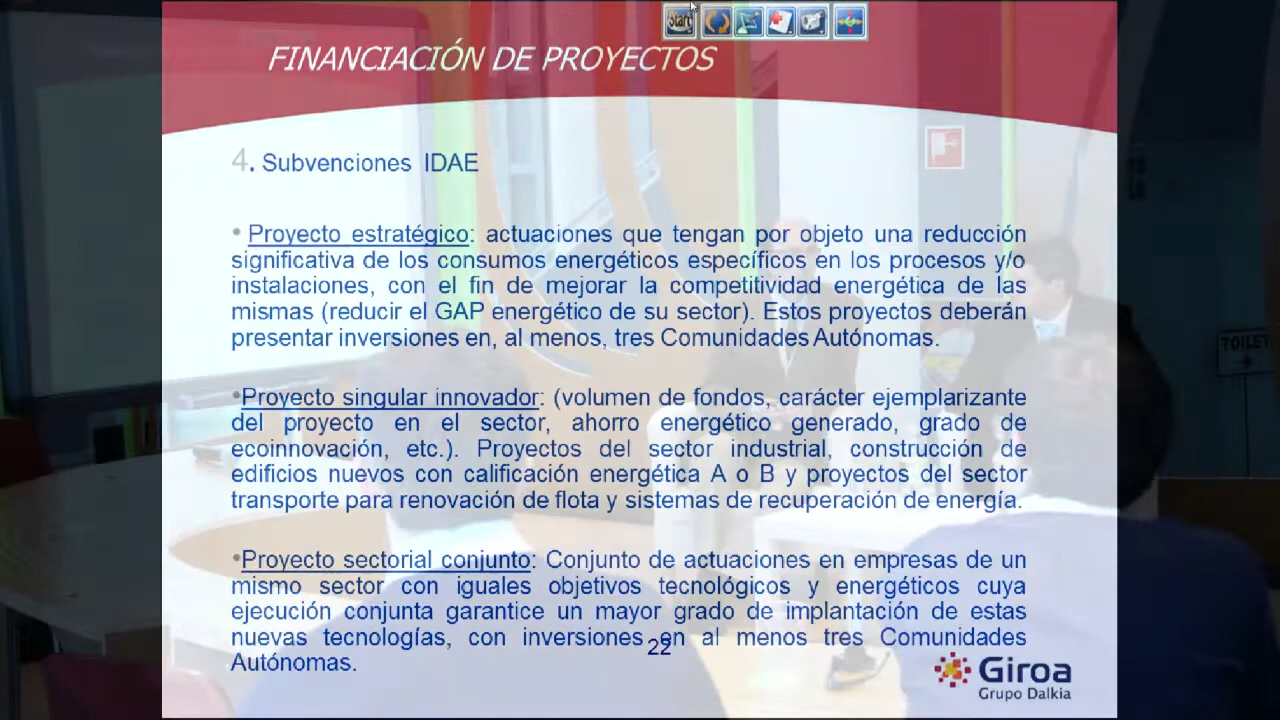 Start
FINANCIACIÓN DE PROYECTOS
4. Subvenciones IDAE
• Proyecto estratégico: actuaciones que tengan por objeto una reducción
significativa de los consumos energéticos específicos en los procesos y/o
instalaciones, con el fin de mejorar la competitividad energética de las
mismas (reducir el GAP energético de su sector). Estos proyectos deberán
presentar inversiones en, al menos, tres Comunidades Autónomas.
•Proyecto singular innovador: (volumen de fondos, carácter ejemplarizante
del proyecto en el sector, ahorro energético generado, grado de
ecoinnovación, etc.). Proyectos del sector industrial, construcción de
edificios nuevos con calificación energética A o B y proyectos del sector
transporte para renovación de flota y sistemas de recuperación de energía.
•Proyecto sectorial conjunto: Conjunto de actuaciones en empresas de un
mismo sector con iguales objetivos tecnológicos y energéticos cuya
ejecución conjunta garantice un mayor grado de implantación de estas
nuevas tecnologías, con inversiones en al menos tres Comunidades
Autónomas.
22
Giroa
Grupo Dalkia
TOILET